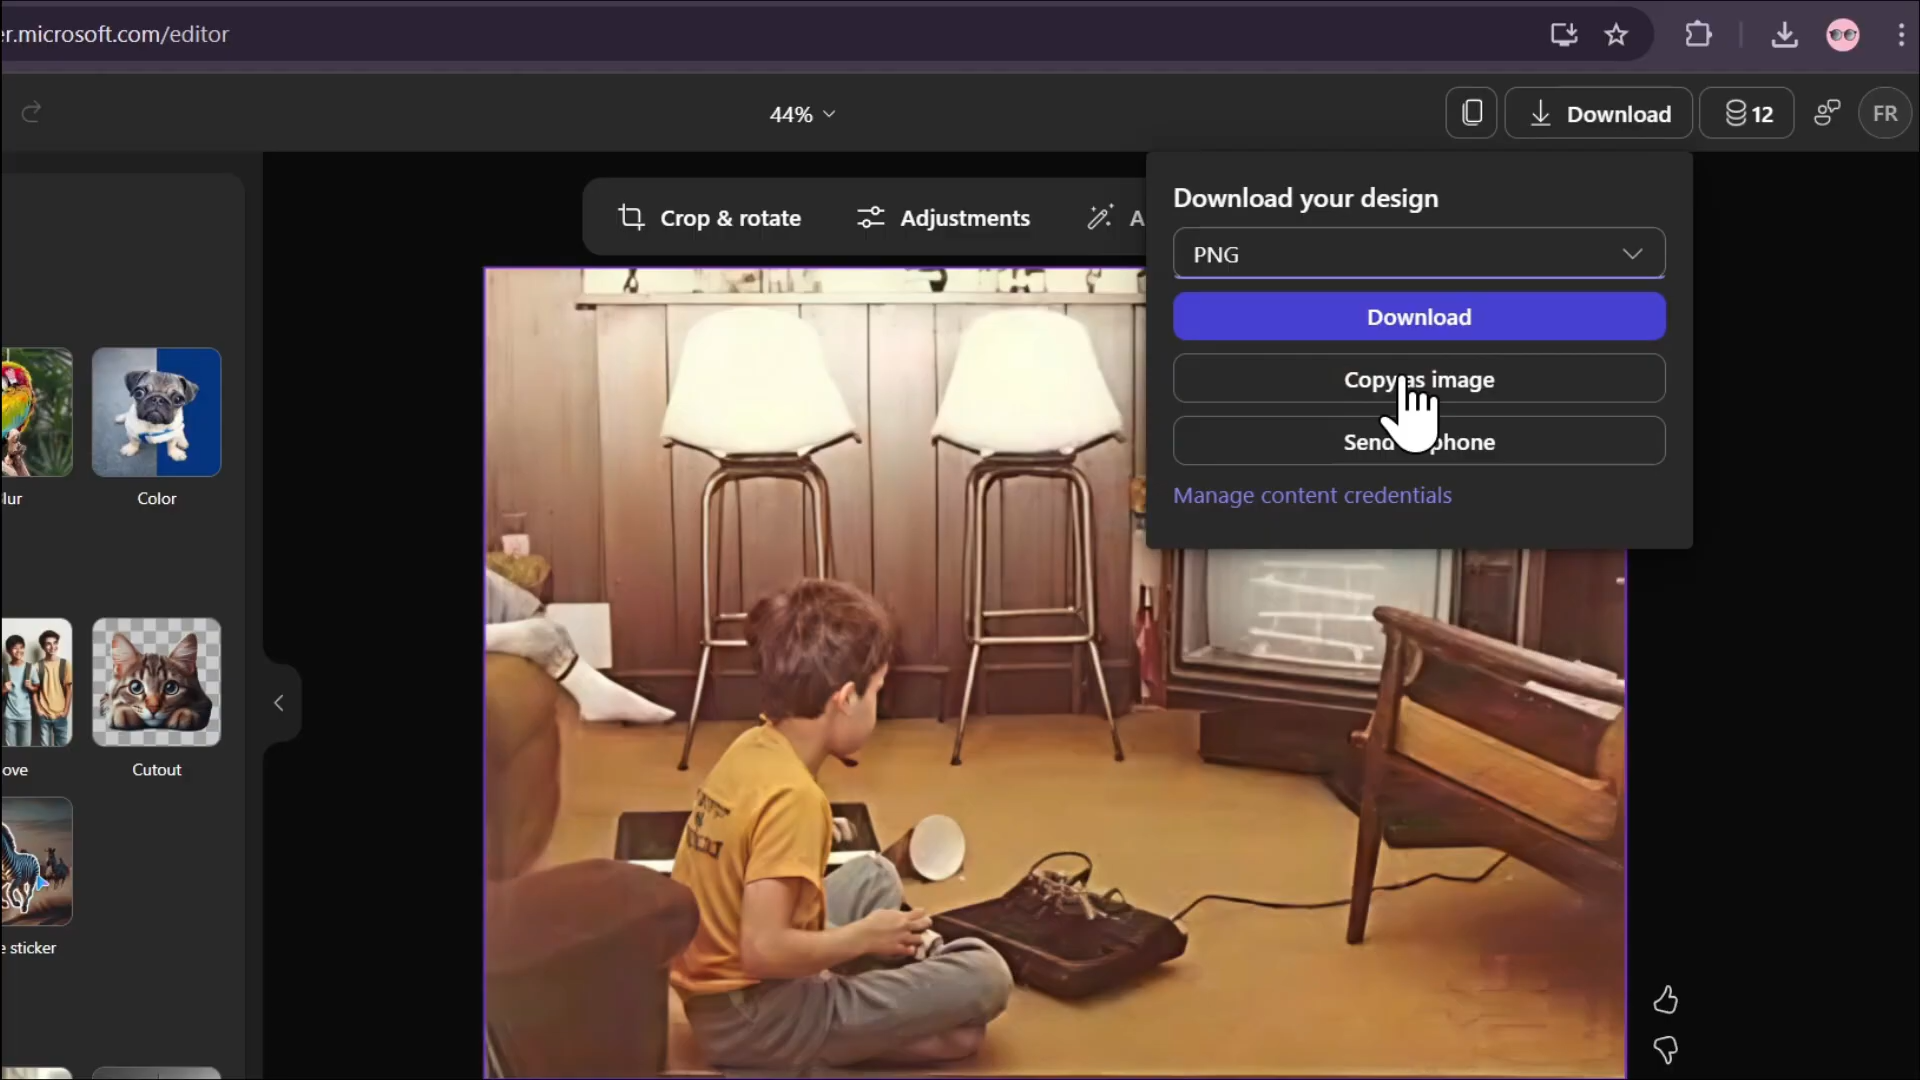 er.microsoft.com/editor
44%
Download
12
FR
Crop & rotate
Adjustments
A
Download your design
PNG
Download
Copy as image
Send phone
Manage content credentials
lur
Color
ove
Cutout
e sticker